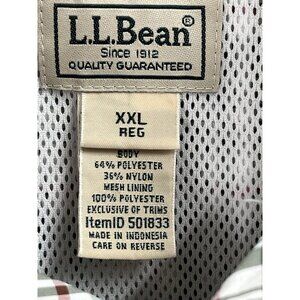 L.L.Bean®
Since 1912
QUALITY GUARANTEED
XXL
REG
BODY
64% POLYESTER
36% NYLON
MESH LINING
100% POLYESTER
EXCLUSIVE OF TRIMS
ItemID 501833
MADE IN INDONESIA
CARE ON REVERSE